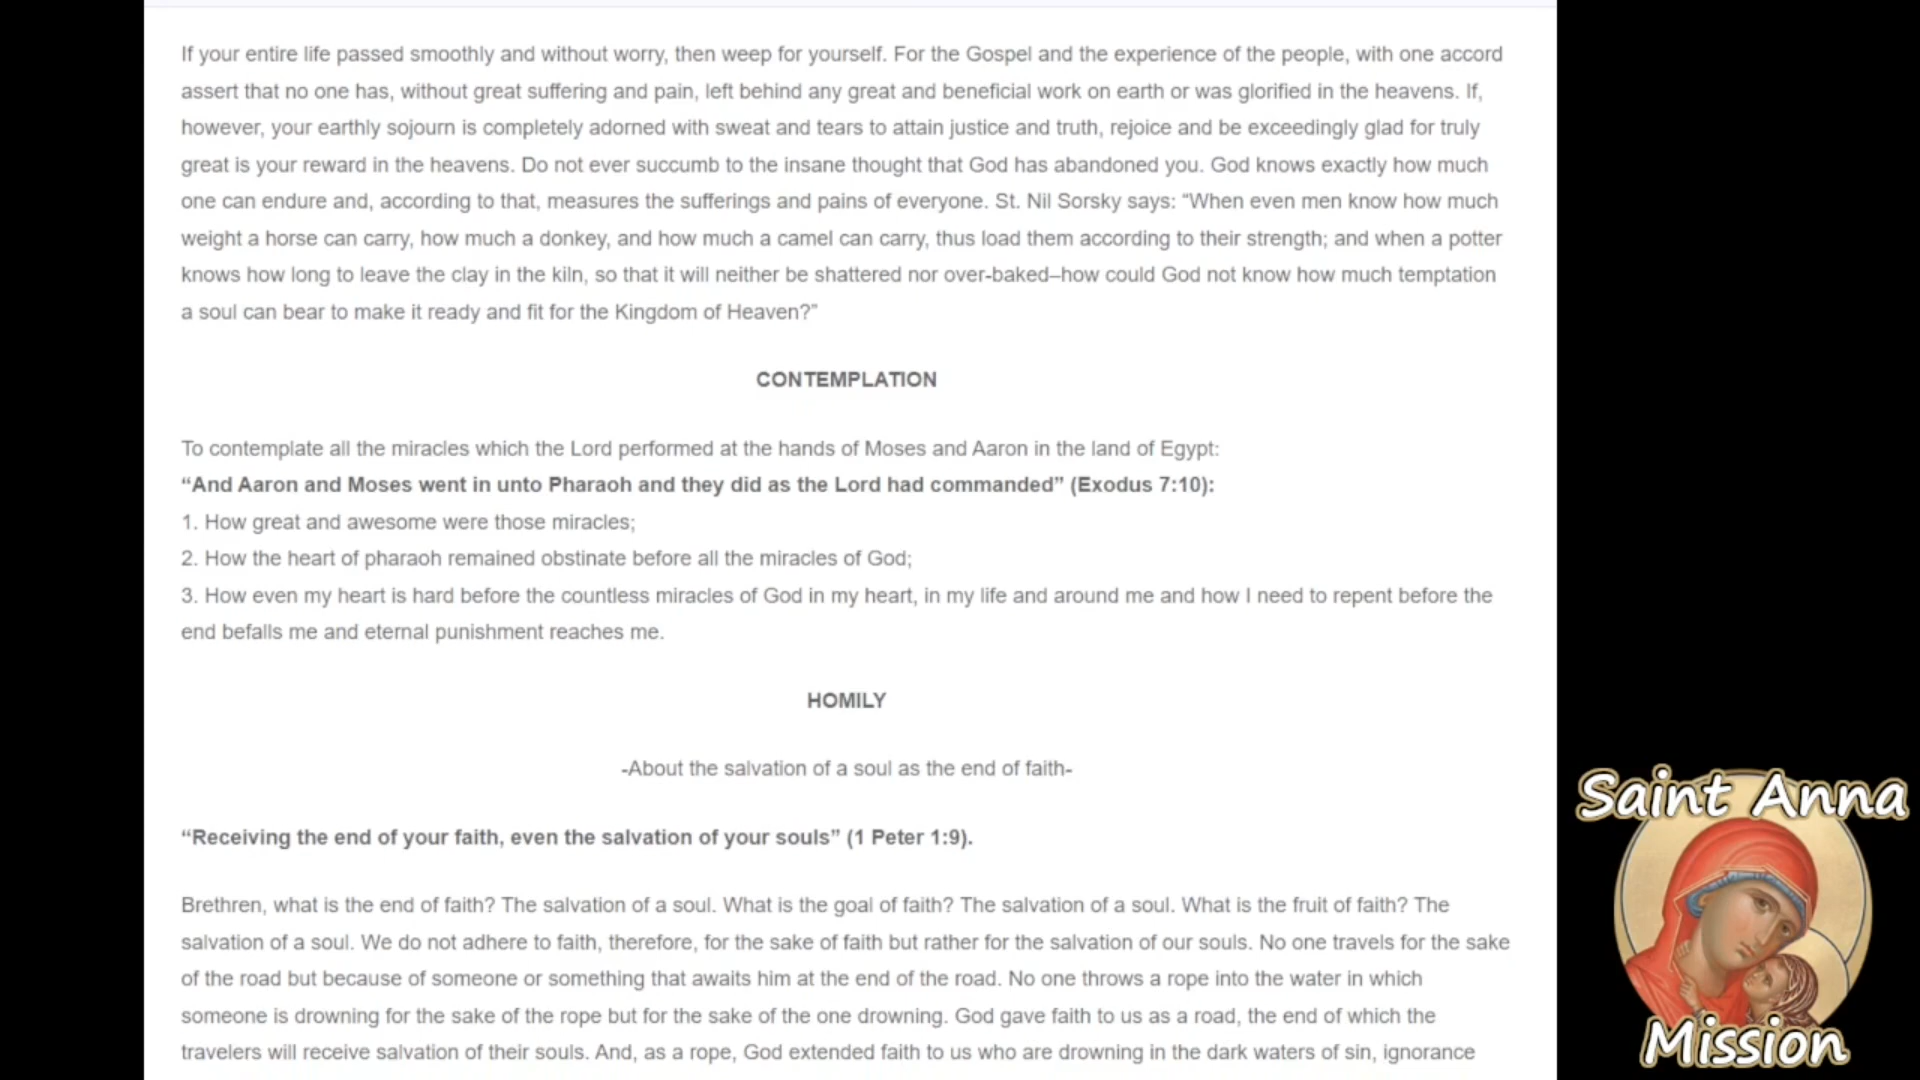 If your entire life passed smoothly and without worry, then weep for yourself. For the Gospel and the experience of the people, with one accord
assert that no one has, without great suffering and pain, left behind any great and beneficial work on earth or was glorified in the heavens. If,
however, your earthly sojourn is completely adorned with sweat and tears to attain justice and truth, rejoice and be exceedingly glad for truly
great is your reward in the heavens. Do not ever succumb to the insane thought that God has abandoned you. God knows exactly how much
one can endure and, according to that, measures the sufferings and pains of everyone. St. Nil Sorsky says: “When even men know how much
weight a horse can carry, how much a donkey, and how much a camel can carry, thus load them according to their strength; and when a potter
knows how long to leave the clay in the kiln, so that it will neither be shattered nor over-baked–how could God not know how much temptation
a soul can bear to make it ready and fit for the Kingdom of Heaven?”
CONTEMPLATION
To contemplate all the miracles which the Lord performed at the hands of Moses and Aaron in the land of Egypt:
“And Aaron and Moses went in unto Pharaoh and they did as the Lord had commanded” (Exodus 7:10):
1. How great and awesome were those miracles;
2. How the heart of pharaoh remained obstinate before all the miracles of God;
3. How even my heart is hard before the countless miracles of God in my heart, in my life and around me and how I need to repent before the
end befalls me and eternal punishment reaches me.
HOMILY
-About the salvation of a soul as the end of faith-
“Receiving the end of your faith, even the salvation of your souls” (1 Peter 1:9).
Brethren, what is the end of faith? The salvation of a soul. What is the goal of faith? The salvation of a soul. What is the fruit of faith? The
salvation of a soul. We do not adhere to faith, therefore, for the sake of faith but rather for the salvation of our souls. No one travels for the sake
of the road but because of someone or something that awaits him at the end of the road. No one throws a rope into the water in which
someone is drowning for the sake of the rope but for the sake of the one drowning. God gave faith to us as a road, the end of which the
travelers will receive salvation of their souls. And, as a rope, God extended faith to us who are drowning in the dark waters of sin, ignorance
Saint Anna
Mission